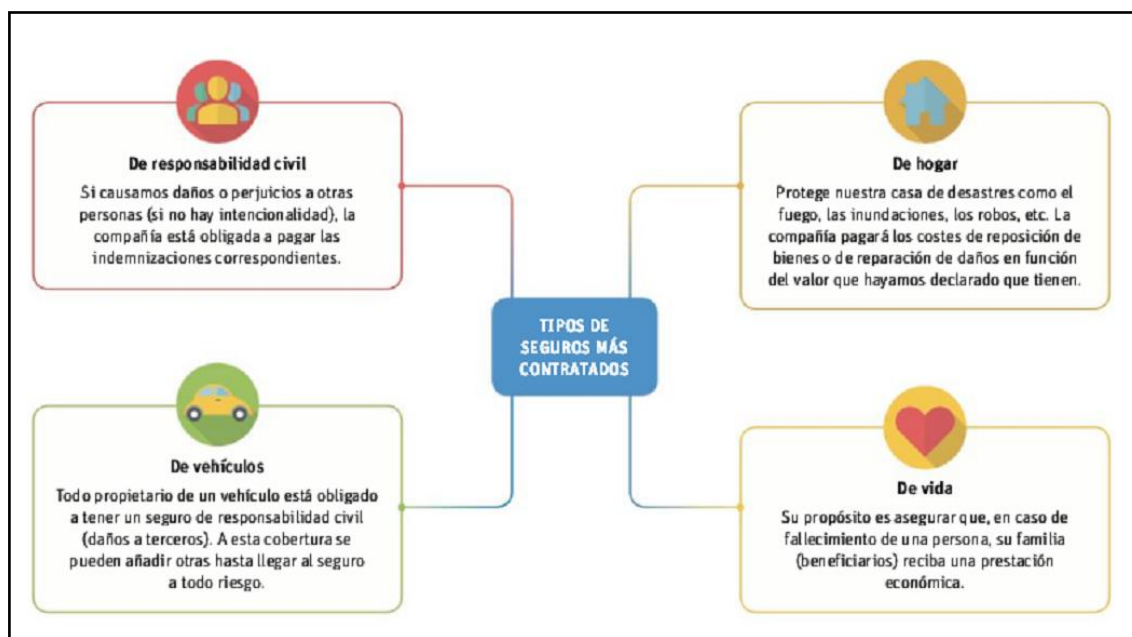 De responsabilidad civil
Si causamos daños o perjuicios a otras
personas (si no hay intencionalidad), la
compañía está obligada a pagar las
indemnizaciones correspondientes.
De hogar
Protege nuestra casa de desastres como el
fuego, las inundaciones, los robos, etc. La
compañía pagará los costes de reposición de
bienes o de reparación de daños en función
del valor que hayamos declarado que tienen.
TIPOS DE
SEGUROS MÁS
CONTRATADOS
De vehículos
Todo propietario de un vehículo está obligado
a tener un seguro de responsabilidad civil
(daños a terceros). A esta cobertura se
pueden añadir otras hasta llegar al seguro
a todo riesgo.
De vida
Su propósito es asegurar que, en caso de
fallecimiento de una persona, su familia
(beneficiarios) reciba una prestación
económica.